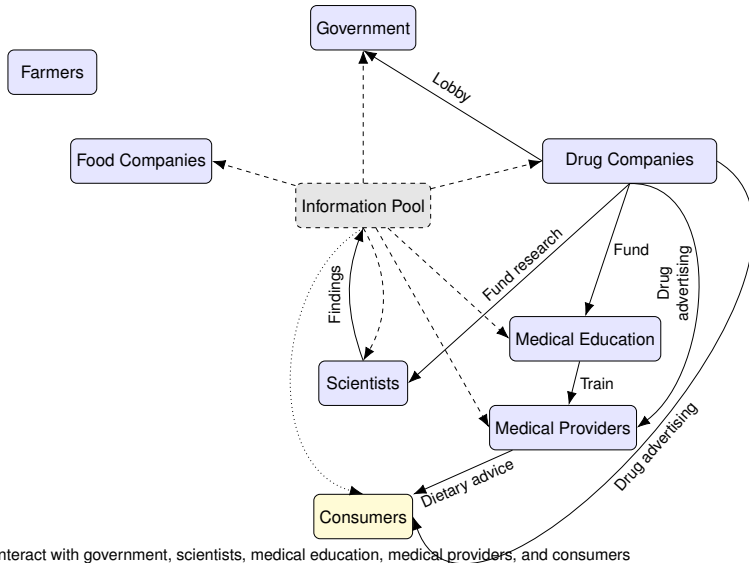 Government
Farmers
Lobby
Food Companies
Drug Companies
Information Pool
Findings
Fund research
Fund
Drug
advertising
Medical Education
Scientists
Train
Medical Providers
Drug advertising
Dietary advice
Consumers
nteract with government, scientists, medical education, medical providers, and consumers